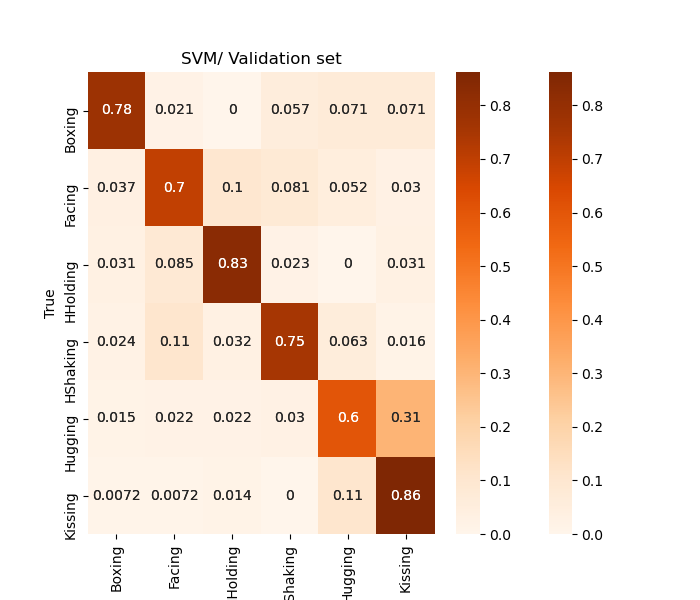 SVM/ Validation set
True
Boxing 0.78 0.021 0 0.057 0.071 0.071
Facing 0.037 0.7 0.1 0.081 0.052 0.03
HHolding 0.031 0.085 0.83 0.023 0 0.031
HShaking 0.024 0.11 0.032 0.75 0.063 0.016
Hugging 0.015 0.022 0.022 0.03 0.6 0.31
Kissing 0.0072 0.0072 0.014 0 0.11 0.86
Boxing Facing Holding Shaking Hugging Kissing
0.8 0.8
0.7 0.7
0.6 0.6
0.5 0.5
0.4 0.4
0.3 0.3
0.2 0.2
0.1 0.1
0.0 0.0